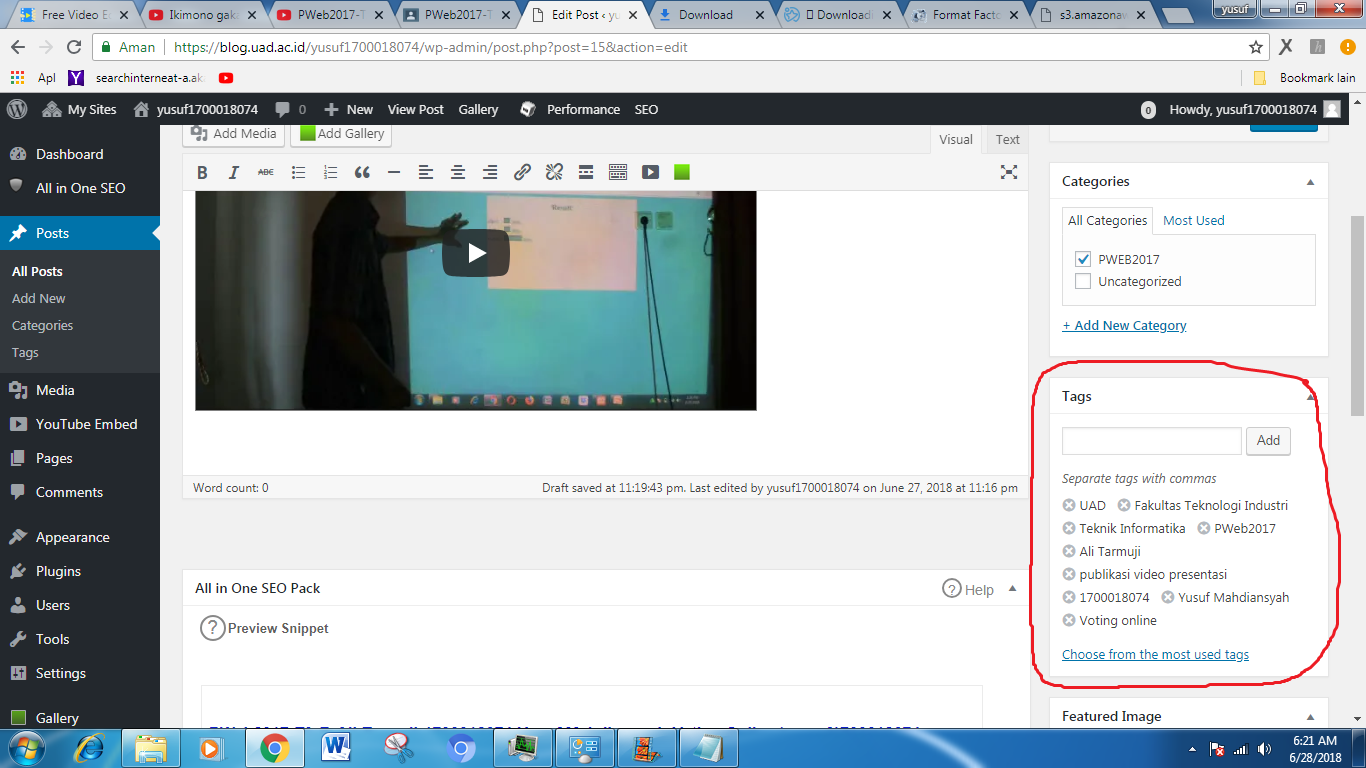 Free Video E
Ikimono gaka
PWeb2017-T
PWeb2017-T
Edit Post ‹ yu
Download
Downloadi
Format Facto
s3.amazonaw
yusuf
Aman
https://blog.uad.ac.id/yusuf1700018074/wp-admin/post.php?post=15&action=edit
Apl
searchinterneat-a.ak
Bookmark lain
My Sites
yusuf1700018074
0
New
View Post
Gallery
Performance
SEO
0
Howdy, yusuf1700018074
Dashboard
All in One SEO
Posts
All Posts
Add New
Categories
Tags
Media
YouTube Embed
Pages
Comments
Appearance
Plugins
Users
Tools
Settings
Gallery
Add Media
Add Gallery
Visual
Text
B I ABC
Word count: 0
Draft saved at 11:19:43 pm. Last edited by yusuf1700018074 on June 27, 2018 at 11:16 pm
All in One SEO Pack
Help
Preview Snippet
Categories
All Categories
Most Used
PWEB2017
Uncategorized
+ Add New Category
Tags
Add
Separate tags with commas
UAD Fakultas Teknologi Industri
Teknik Informatika PWeb2017
Ali Tarmuji
publikasi video presentasi
1700018074 Yusuf Mahdiansyah
Voting online
Choose from the most used tags
Featured Image
6:21 AM
6/28/2018